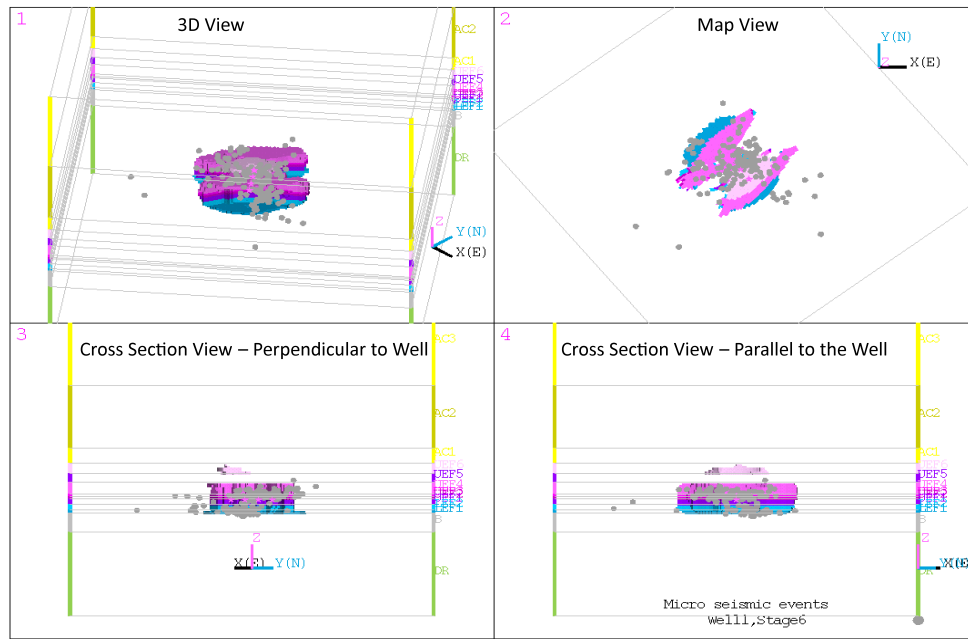 1
3D View
AC2
AC1
UEF5
LEF1
B
DR
Z
Y(N)
X(E)
2
Map View
Y(N)
Z
X(E)
3
Cross Section View – Perpendicular to Well
AC3
AC2
AC1
UEF5
UEF4
LEF1
B
DR
Z
X(E)
Y(N)
4
Cross Section View – Parallel to the Well
AC3
AC2
AC1
UEF5
UEF4
LEF1
B
DR
Z
Micro seismic events
Well1,Stage6